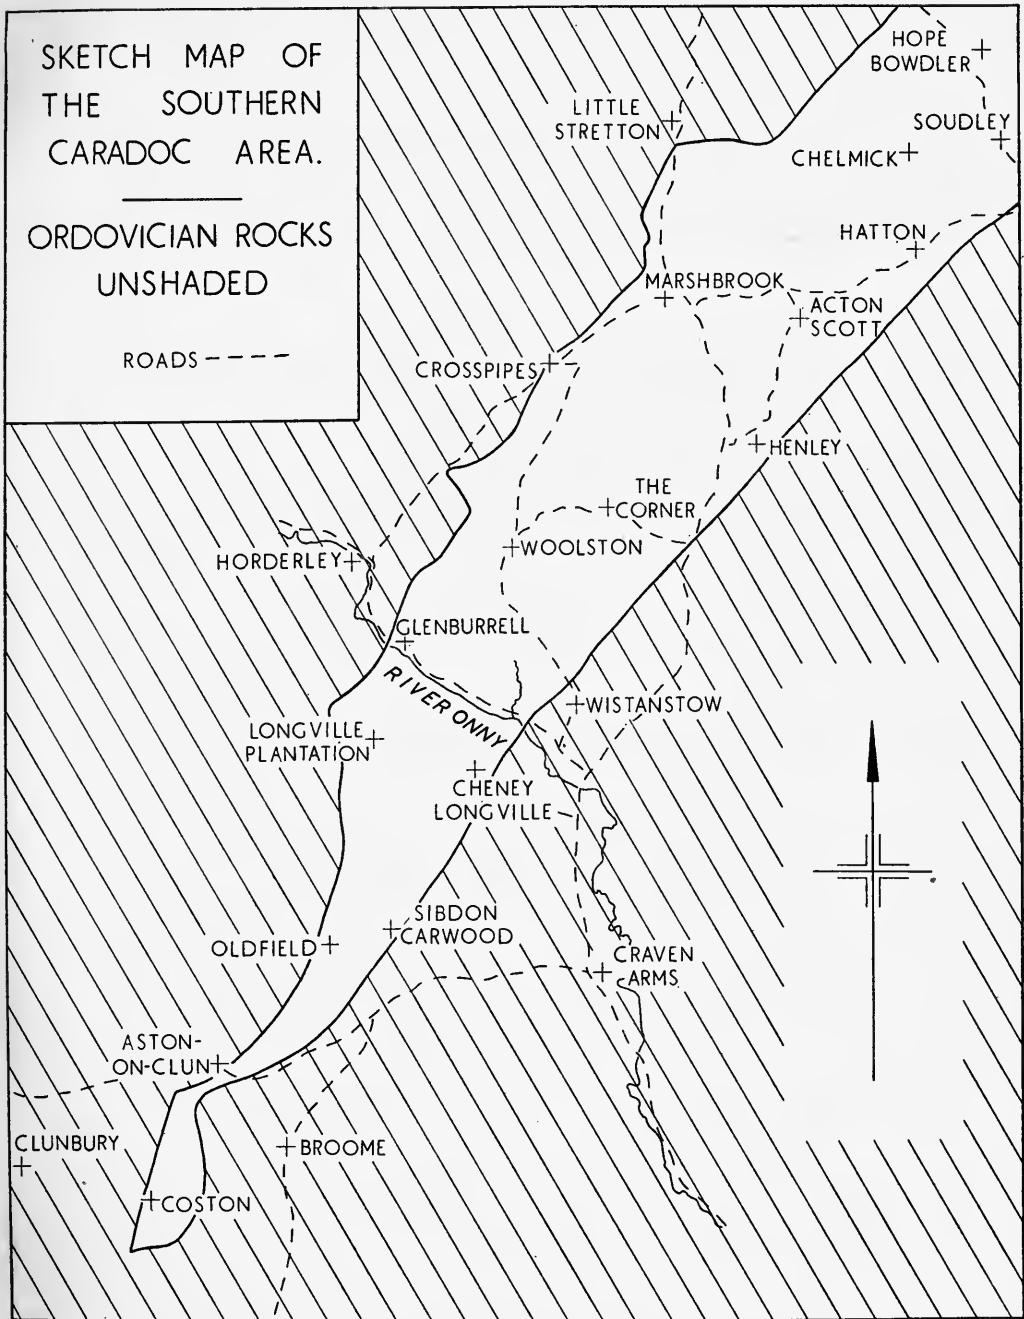 SKETCH MAP OF
THE SOUTHERN
CARADOC AREA.
ORDOVICIAN ROCKS
UNSHADED
ROADS
HOPE
BOWDLER
LITTLE
STRETTON
SOUDLEY
CHELMICK
HATTON
MARSHBROOK
ACTON
SCOTT
CROSSPIPES
HENLEY
THE
CORNER
WOOLSTON
HORDERLEY
GLENBURRELL
RIVER ONNY
WISTANSTOW
LONGVILLE
PLANTATION
CHENEY
LONGVILLE
SIBDON
CARWOOD
OLDFIELD
CRAVEN
ARMS
ASTON-
ON-CLUN
CLUNBURY
BROOME
COSTON